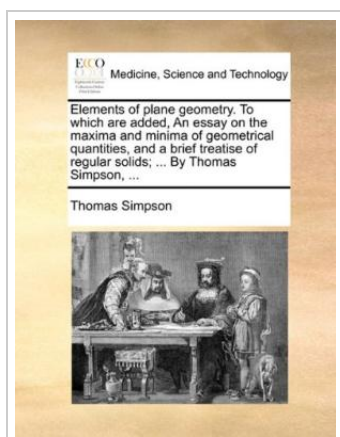 ECCO
Medicine, Science and Technology
Elements of plane geometry. To
which are added, An essay on the
maxima and minima of geometrical
quantities, and a brief treatise of
regular solids; ... By Thomas
Simpson, ...
Thomas Simpson